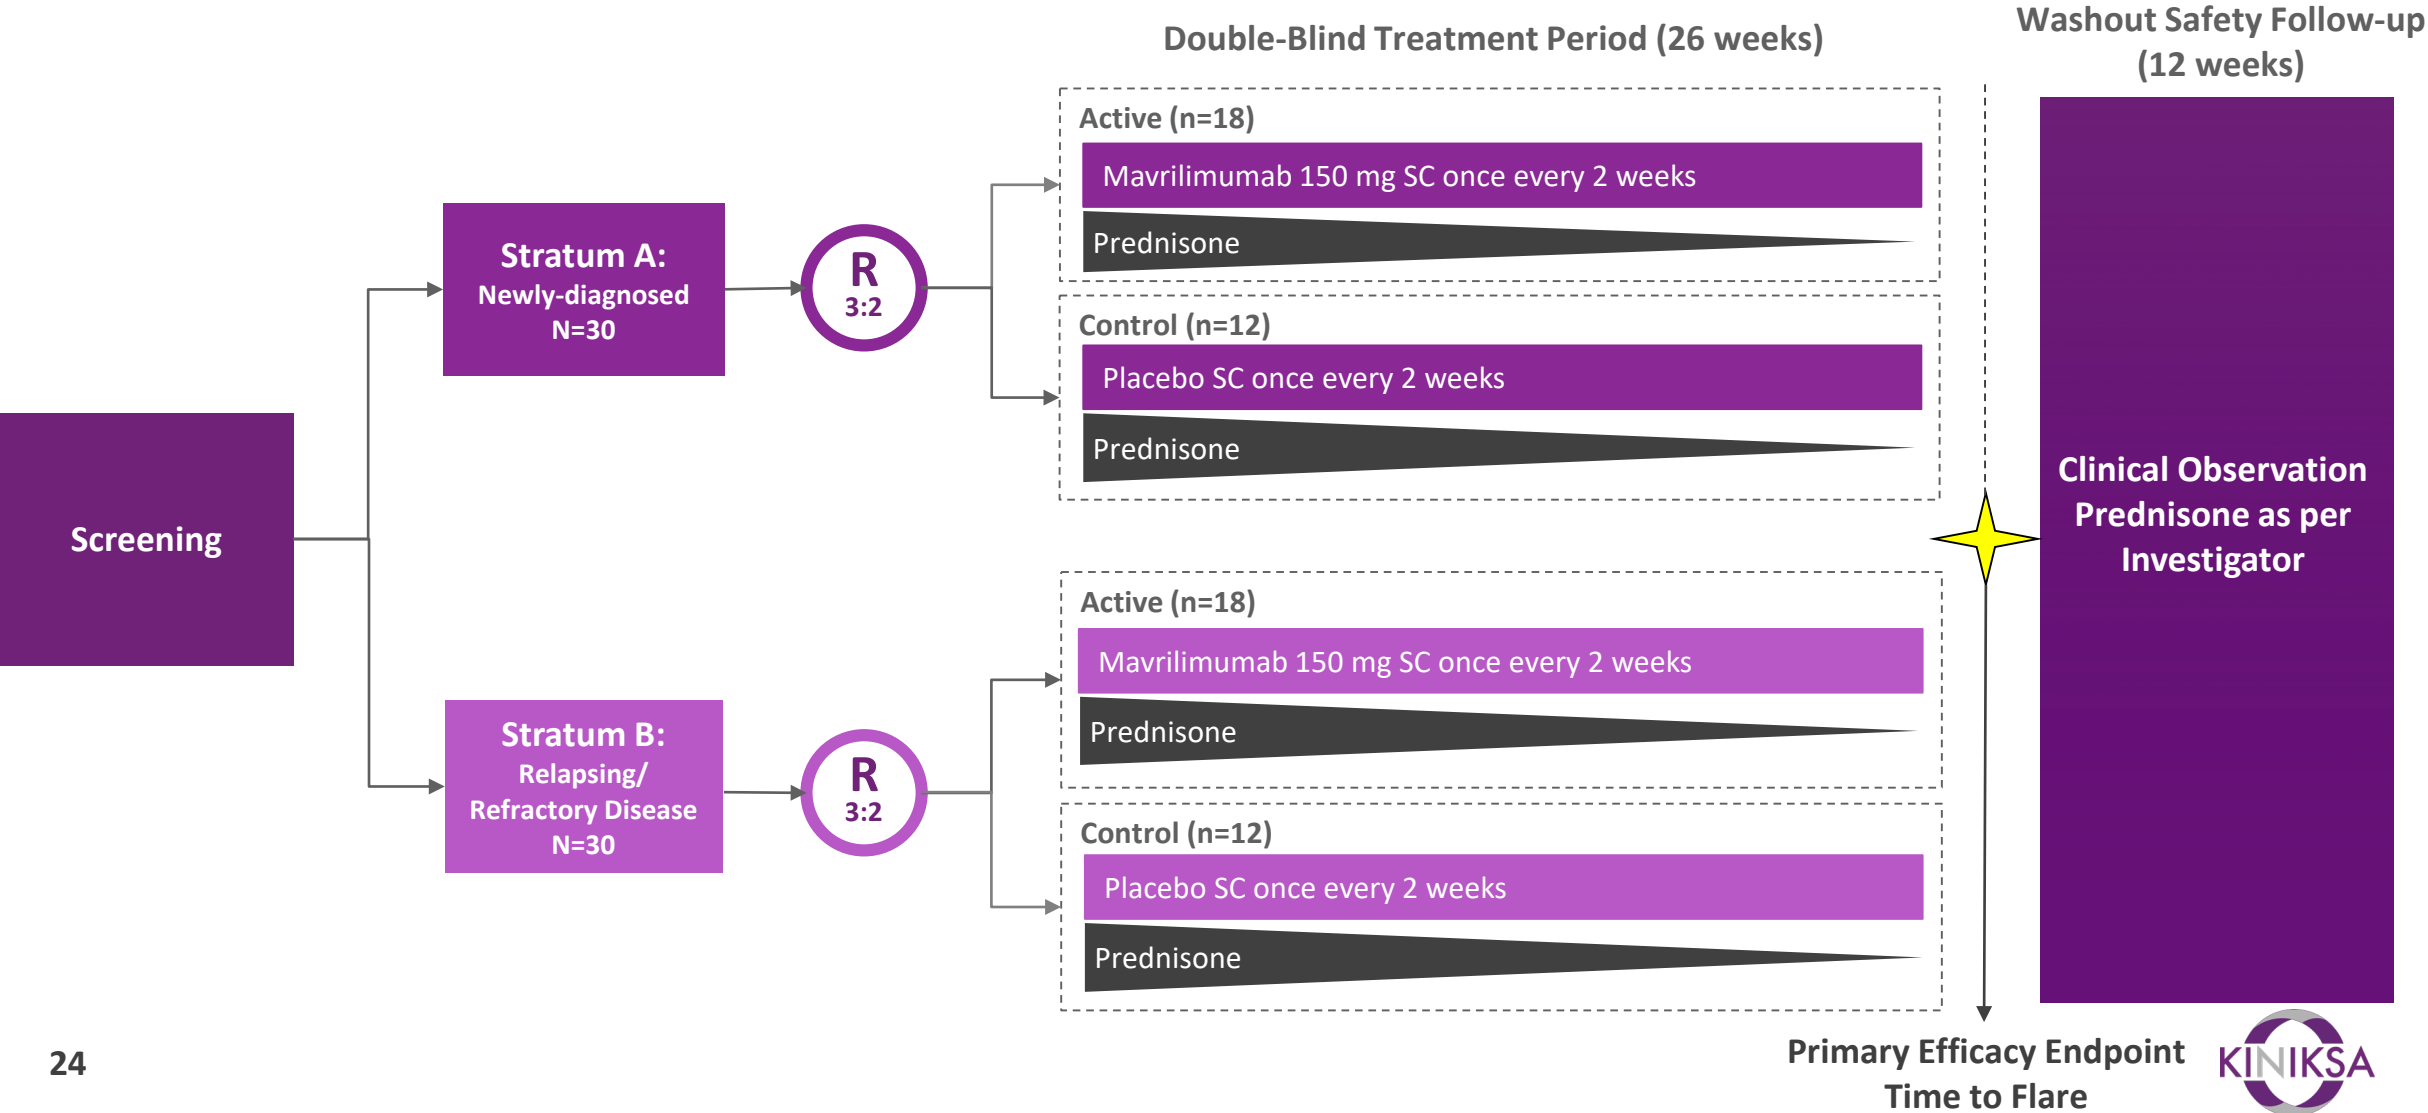 Double-Blind Treatment Period (26 weeks)
Washout Safety Follow-up
(12 weeks)
Screening
Stratum A:
Newly-diagnosed
N=30
R
3:2
Active (n=18)
Mavrilimumab 150 mg SC once every 2 weeks
Prednisone
Control (n=12)
Placebo SC once every 2 weeks
Prednisone
Stratum B:
Relapsing/
Refractory Disease
N=30
R
3:2
Active (n=18)
Mavrilimumab 150 mg SC once every 2 weeks
Prednisone
Control (n=12)
Placebo SC once every 2 weeks
Prednisone
Clinical Observation
Prednisone as per
Investigator
Primary Efficacy Endpoint
Time to Flare
24
KINIKSA